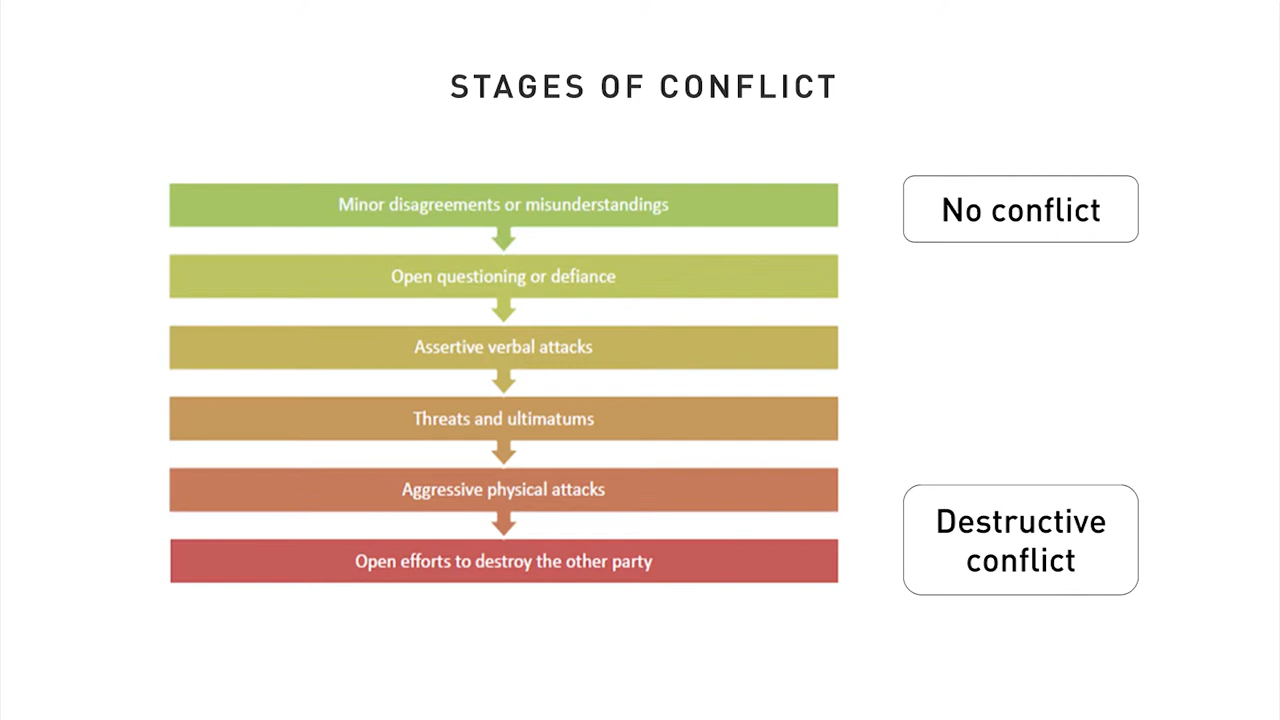 STAGES OF CONFLICT
Minor disagreements or misunderstandings
No conflict
Open questioning or defiance
Assertive verbal attacks
Threats and ultimatums
Aggressive physical attacks
Open efforts to destroy the other party
Destructive
conflict